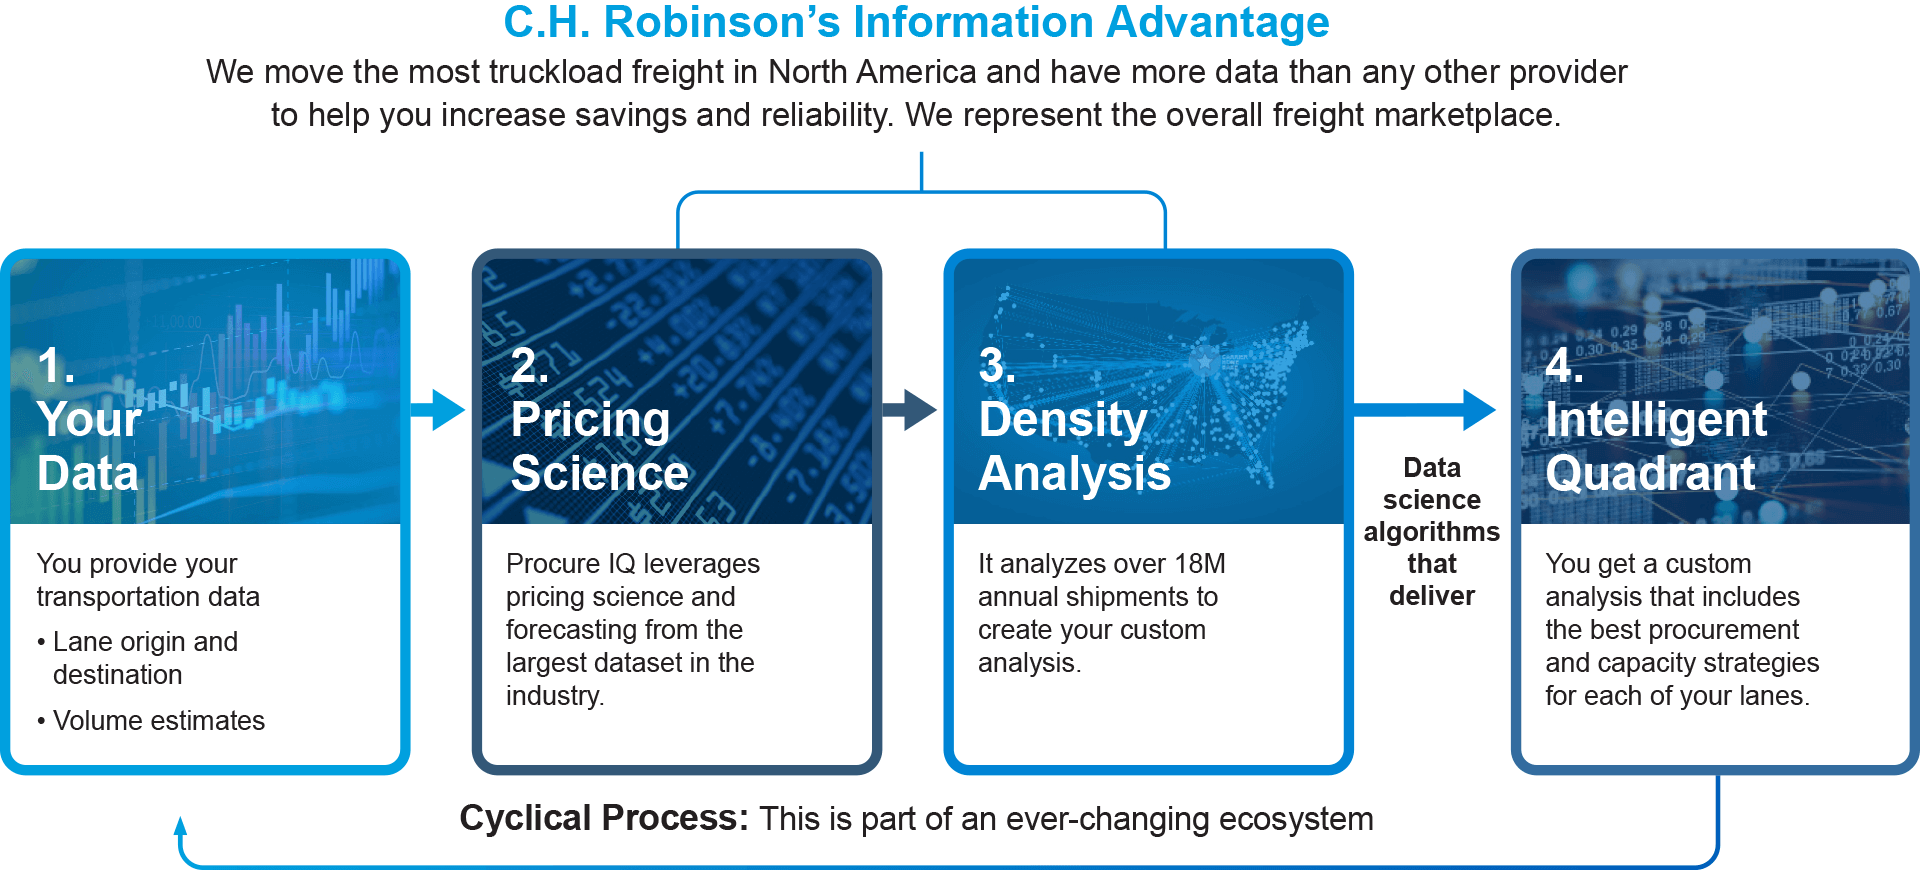 C.H. Robinson’s Information Advantage
We move the most truckload freight in North America and have more data than any other provider
to help you increase savings and reliability. We represent the overall freight marketplace.
1.
Your
Data
You provide your
transportation data
• Lane origin and
destination
• Volume estimates
2.
Pricing
Science
Procure IQ leverages
pricing science and
forecasting from the
largest dataset in the
industry.
3.
Density
Analysis
It analyzes over 18M
annual shipments to
create your custom
analysis.
Data
science
algorithms
that
deliver
4.
Intelligent
Quadrant
You get a custom
analysis that includes
the best procurement
and capacity strategies
for each of your lanes.
Cyclical Process: This is part of an ever-changing ecosystem